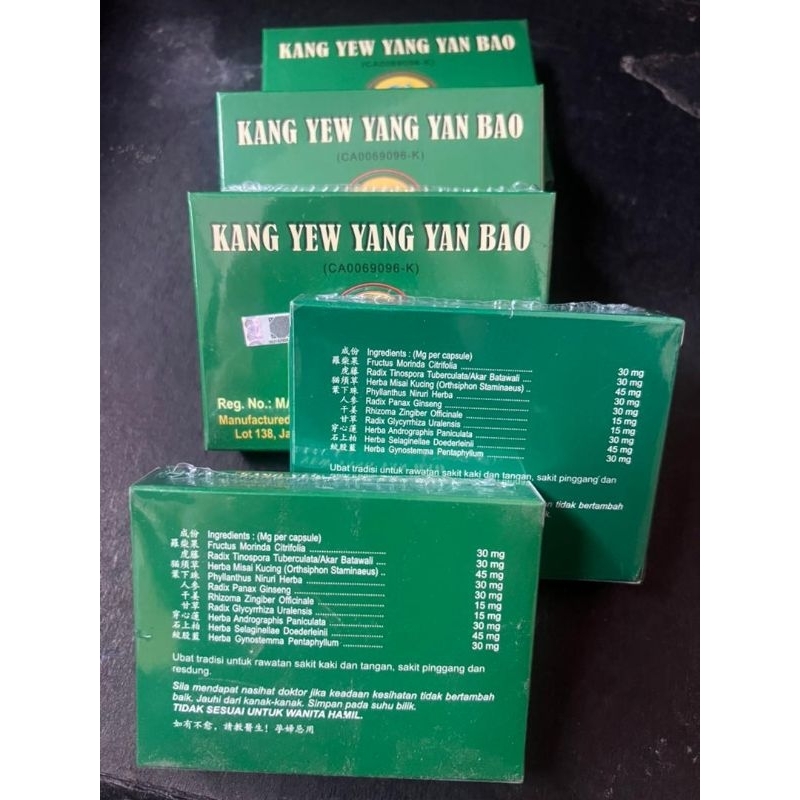 KANG YEW YANG YAN BAO
(CA0069096-K)
KANG YEW YANG YAN BAO
(CA0069096-K)
KANG YEW YANG YAN BAO
(CA0069096-K)
Reg. No.: MA
Manufactured
Lot 138, Ja
成份 Ingredients : (Mg per capsule)
羅柴果 Fructus Morinda Citrifolia .......... 30 mg
虎藤 Radix Tinospora Tuberculata/Akar Batawali .... 30 mg
貓須草 Herba Misai Kucing (Orthsiphon Staminaeus) .. 45 mg
葉下珠 Phyllanthus Niruri Herba .......... 30 mg
人參 Radix Panax Ginseng .......... 30 mg
干姜 Rhizoma Zingiber Officinale .......... 15 mg
甘草 Radix Glycyrrhiza Uralensis .......... 15 mg
穿心蓮 Herba Andrographis Paniculata .......... 30 mg
石上柏 Herba Selaginellae Doederleinii .......... 45 mg
絞股藍 Herba Gynostemma Pentaphyllum .......... 30 mg
Ubat tradisi untuk rawatan sakit kaki dan tangan, sakit pinggang dan
n tidak bertambah
k.
成份 Ingredients : (Mg per capsule)
羅柴果 Fructus Morinda Citrifolia .......... 30 mg
虎藤 Radix Tinospora Tuberculata/Akar Batawali .... 30 mg
貓須草 Herba Misai Kucing (Orthsiphon Staminaeus) .. 45 mg
葉下珠 Phyllanthus Niruri Herba .......... 30 mg
人參 Radix Panax Ginseng .......... 30 mg
干姜 Rhizoma Zingiber Officinale .......... 15 mg
甘草 Radix Glycyrrhiza Uralensis .......... 15 mg
穿心蓮 Herba Andrographis Paniculata .......... 30 mg
石上柏 Herba Selaginellae Doederleinii .......... 45 mg
絞股藍 Herba Gynostemma Pentaphyllum .......... 30 mg
Ubat tradisi untuk rawatan sakit kaki dan tangan, sakit pinggang dan
resdung.
Sila mendapat nasihat doktor jika keadaan kesihatan tidak bertambah
baik, Jauhi dari kanak-kanak. Simpan pada suhu bilik.
TIDAK SESUAI UNTUK WANITA HAMIL.
如有不愈，請教醫生！孕婦忌用